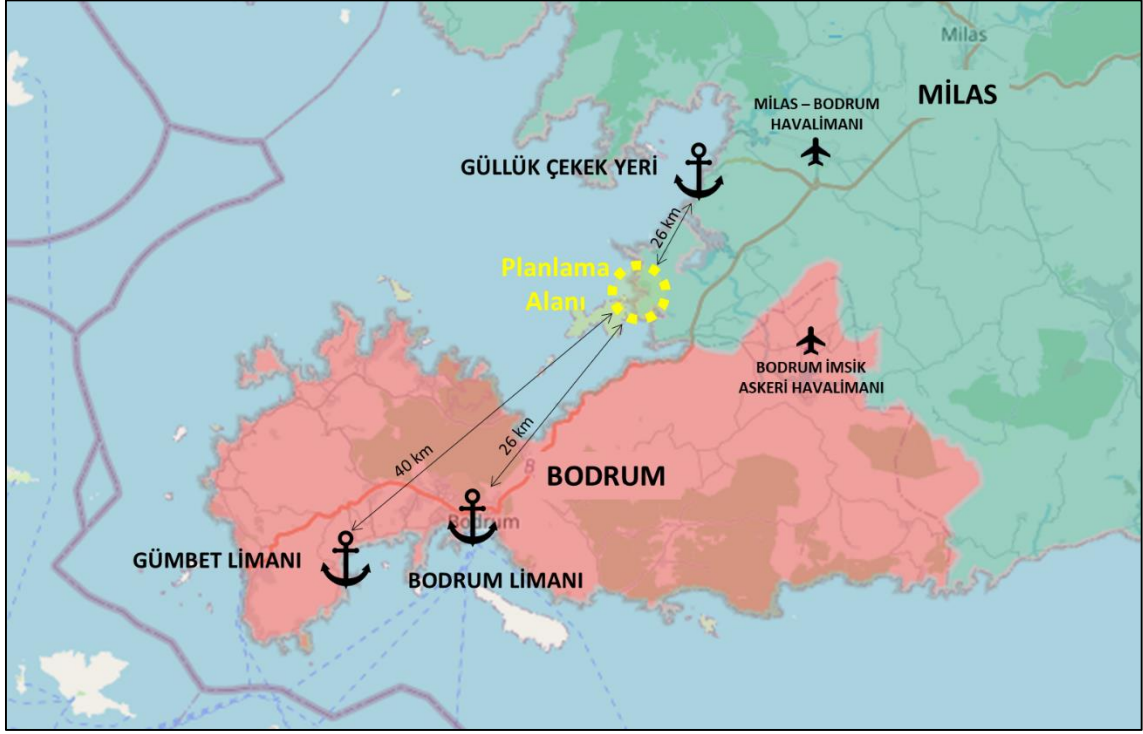 Milas
MİLAS
MİLAS – BODRUM
HAVALİMANI
GÜLLÜK ÇEKEK YERİ
26 km
Planlama
Alanı
BODRUM İMSIK
ASKERİ HAVALİMANI
40 km
26 km
B
BODRUM
Bodrum
GÜMBET LİMANI
BODRUM LİMANI